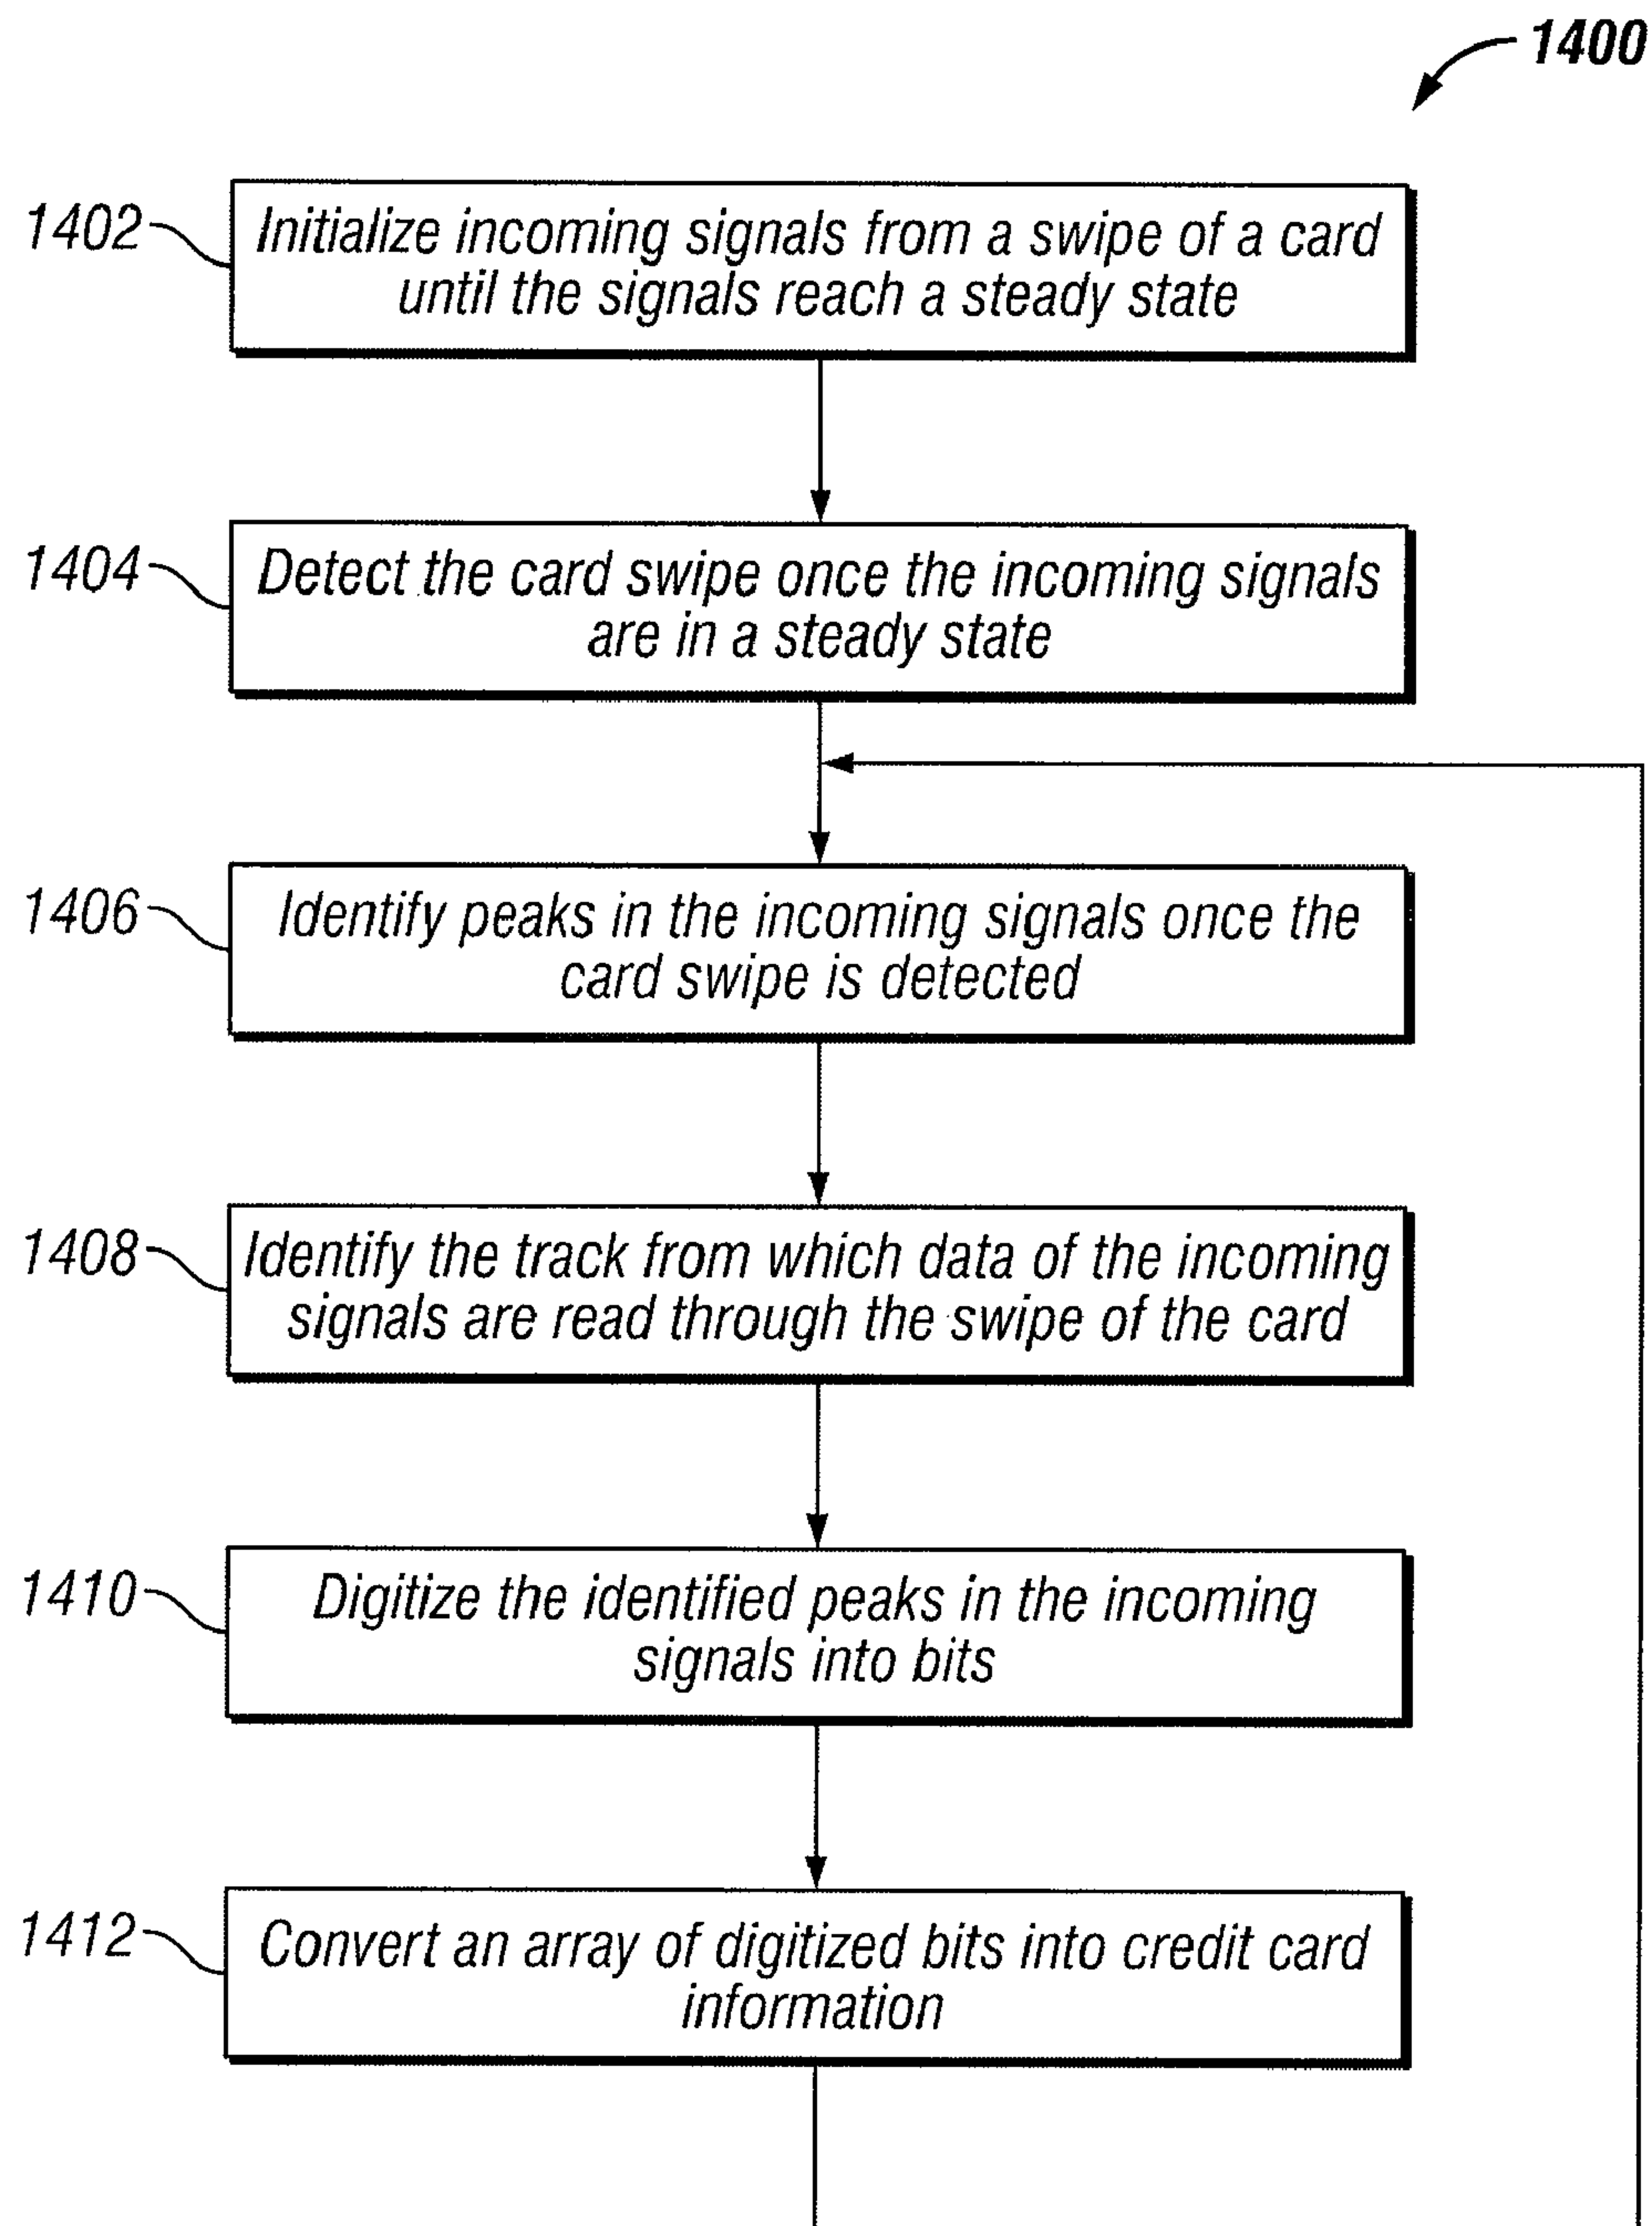 1400
1402
Initialize incoming signals from a swipe of a card
until the signals reach a steady state
1404
Detect the card swipe once the incoming signals
are in a steady state
1406
Identify peaks in the incoming signals once the
card swipe is detected
1408
Identify the track from which data of the incoming
signals are read through the swipe of the card
1410
Digitize the identified peaks in the incoming
signals into bits
1412
Convert an array of digitized bits into credit card
information